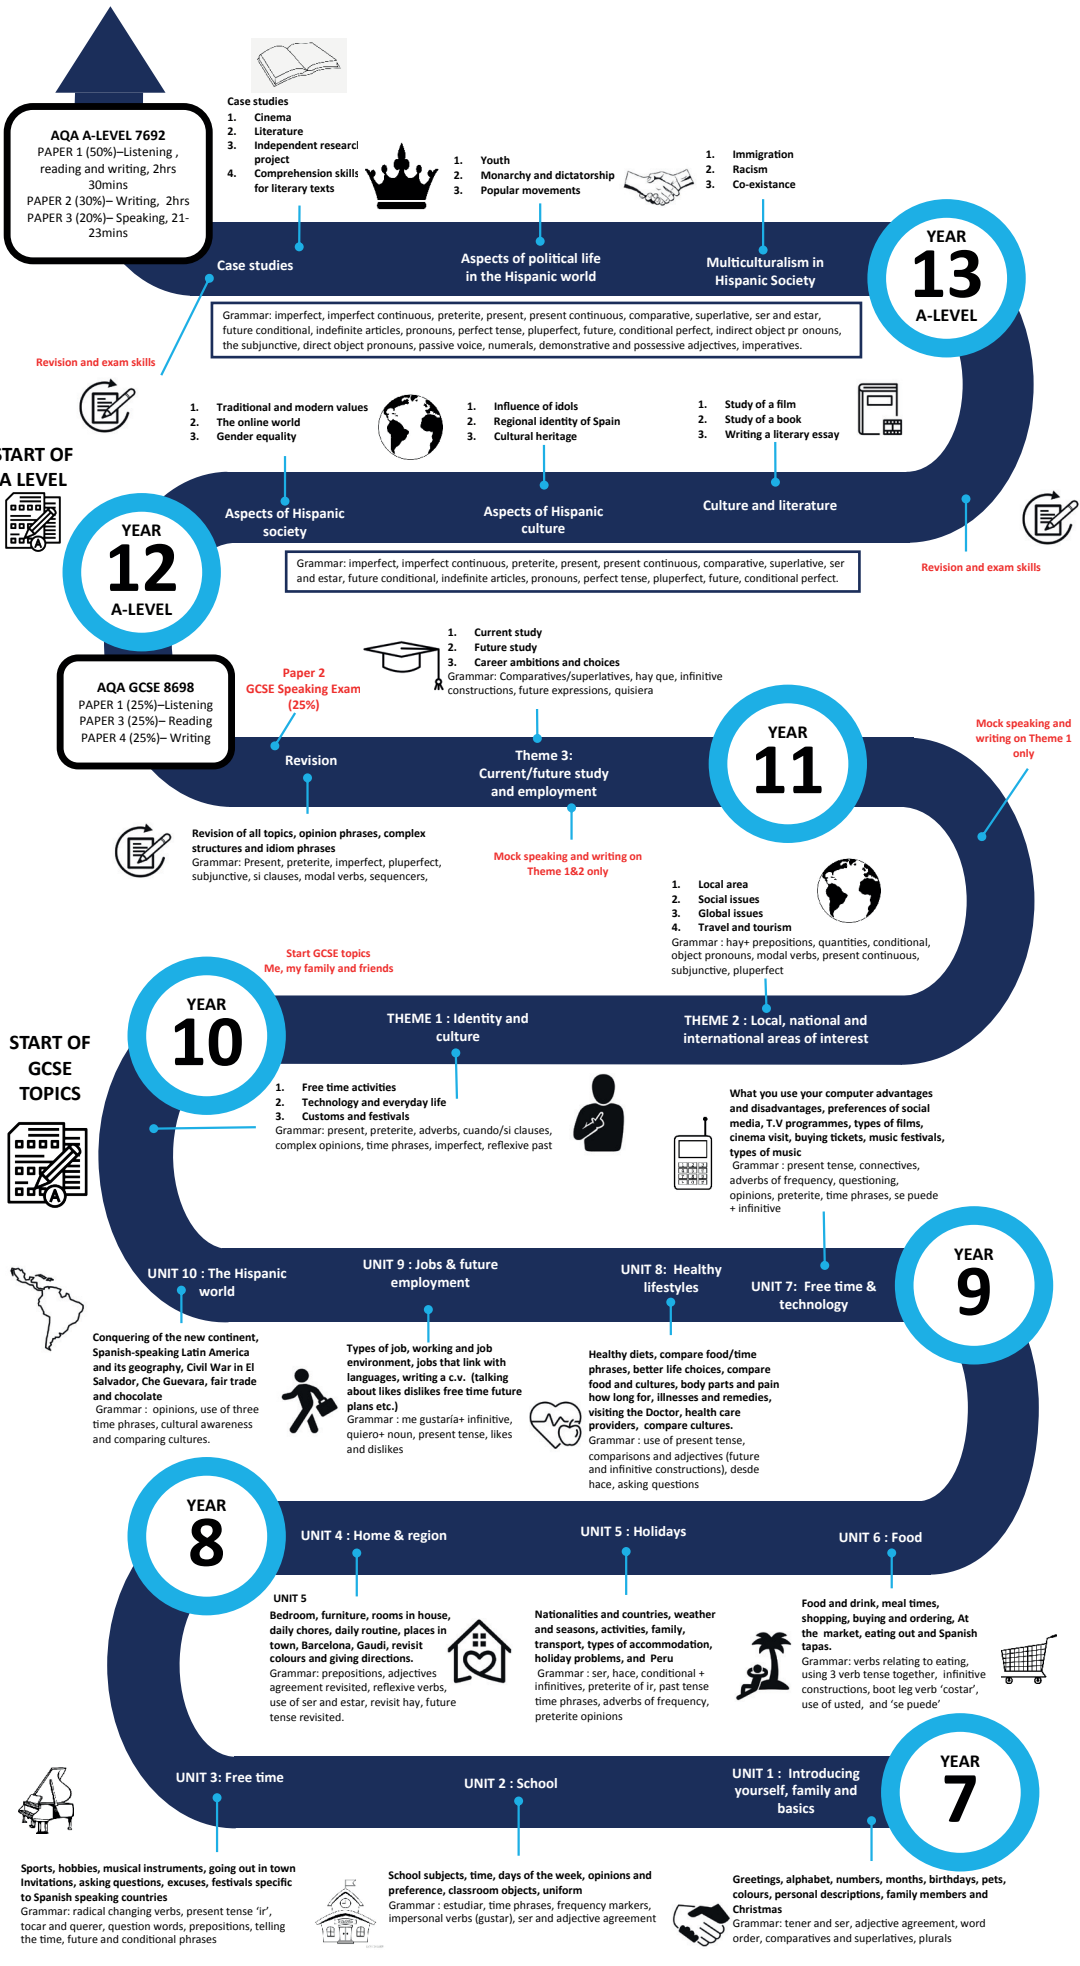 Case studies
1. Cinema
2. Literature
3. Independent research
project
4. Comprehension skills
for literary texts
AQA A-LEVEL 7692
PAPER 1 (50%)–Listening ,
reading and writing, 2hrs
30mins
PAPER 2 (30%)– Writing, 2hrs
PAPER 3 (20%)– Speaking, 21-
23mins
1. Youth
2. Monarchy and dictatorship
3. Popular movements
1. Immigration
2. Racism
3. Co-existance
Case studies
Aspects of political life
in the Hispanic world
Multiculturalism in
Hispanic Society
YEAR
13
A-LEVEL
Grammar: imperfect, imperfect continuous, preterite, present, present continuous, comparative, superlative, ser and estar,
future conditional, indefinite articles, pronouns, perfect tense, pluperfect, future, conditional perfect, indirect object pr onouns,
the subjunctive, direct object pronouns, passive voice, numerals, demonstrative and possessive adjectives, imperatives.
Revision and exam skills
1. Traditional and modern values
2. The online world
3. Gender equality
1. Influence of idols
2. Regional identity of Spain
3. Cultural heritage
1. Study of a film
2. Study of a book
3. Writing a literary essay
START OF
A LEVEL
Aspects of Hispanic
society
Aspects of Hispanic
culture
Culture and literature
YEAR
12
A-LEVEL
Revision and exam skills
Grammar: imperfect, imperfect continuous, preterite, present, present continuous, comparative, superlative, ser
and estar, future conditional, indefinite articles, pronouns, perfect tense, pluperfect, future, conditional perfect.
1. Current study
2. Future study
3. Career ambitions and choices
Grammar: Comparatives/superlatives, hay que, infinitive
constructions, future expressions, quisiera
AQA GCSE 8698
PAPER 1 (25%)–Listening
PAPER 3 (25%)– Reading
PAPER 4 (25%)– Writing
Paper 2
GCSE Speaking Exam
(25%)
Revision
Theme 3:
Current/future study
and employment
YEAR
11
Mock speaking and
writing on Theme 1
only
Revision of all topics, opinion phrases, complex
structures and idiom phrases
Grammar: Present, preterite, imperfect, pluperfect,
subjunctive, si clauses, modal verbs, sequencers,
Mock speaking and writing on
Theme 1&2 only
1. Local area
2. Social issues
3. Global issues
4. Travel and tourism
Grammar : hay+ prepositions, quantities, conditional,
object pronouns, modal verbs, present continuous,
subjunctive, pluperfect
Start GCSE topics
Me, my family and friends
YEAR
10
THEME 1 : Identity and
culture
THEME 2 : Local, national and
international areas of interest
START OF
GCSE
TOPICS
1. Free time activities
2. Technology and everyday life
3. Customs and festivals
Grammar: present, preterite, adverbs, cuando/si clauses,
complex opinions, time phrases, imperfect, reflexive past
What you use your computer advantages
and disadvantages, preferences of social
media, T.V programmes, types of films,
cinema visit, buying tickets, music festivals,
types of music
Grammar : present tense, connectives,
adverbs of frequency, questioning,
opinions, preterite, time phrases, se puede
+ infinitive
UNIT 10 : The Hispanic
world
UNIT 9 : Jobs & future
employment
UNIT 8: Healthy
lifestyles
UNIT 7: Free time &
technology
YEAR
9
Conquering of the new continent,
Spanish-speaking Latin America
and its geography, Civil War in El
Salvador, Che Guevara, fair trade
and chocolate
Grammar : opinions, use of three
time phrases, cultural awareness
and comparing cultures.
Types of job, working and job
environment, jobs that link with
languages, writing a c.v. (talking
about likes dislikes free time future
plans etc.)
Grammar : me gustaría+ infinitive,
quiero+ noun, present tense, likes
and dislikes
Healthy diets, compare food/time
phrases, better life choices, compare
food and cultures, body parts and pain
how long for, illnesses and remedies,
visiting the Doctor, health care
providers, compare cultures.
Grammar : use of present tense,
comparisons and adjectives (future
and infinitive constructions), desde
hace, asking questions
YEAR
8
UNIT 4 : Home & region
UNIT 5 : Holidays
UNIT 6 : Food
UNIT 5
Bedroom, furniture, rooms in house,
daily chores, daily routine, places in
town, Barcelona, Gaudi, revisit
colours and giving directions.
Grammar: prepositions, adjectives
agreement revisited, reflexive verbs,
use of ser and estar, revisit hay, future
tense revisited.
Nationalities and countries, weather
and seasons, activities, family,
transport, types of accommodation,
holiday problems, and Peru
Grammar : ser, hace, conditional +
infinitives, preterite of ir, past tense
time phrases, adverbs of frequency,
preterite opinions
Food and drink, meal times,
shopping, buying and ordering, At
the market, eating out and Spanish
tapas.
Grammar: verbs relating to eating,
using 3 verb tense together, infinitive
constructions, boot leg verb ‘costar’,
use of usted, and ‘se puede’
UNIT 3: Free time
UNIT 2 : School
UNIT 1 : Introducing
yourself, family and
basics
YEAR
7
Sports, hobbies, musical instruments, going out in town
Invitations, asking questions, excuses, festivals specific
to Spanish speaking countries
Grammar: radical changing verbs, present tense ‘ir’,
tocar and querer, question words, prepositions, telling
the time, future and conditional phrases
School subjects, time, days of the week, opinions and
preference, classroom objects, uniform
Grammar : estudiar, time phrases, frequency markers,
impersonal verbs (gustar), ser and adjective agreement
Greetings, alphabet, numbers, months, birthdays, pets,
colours, personal descriptions, family members and
Christmas
Grammar: tener and ser, adjective agreement, word
order, comparatives and superlatives, plurals